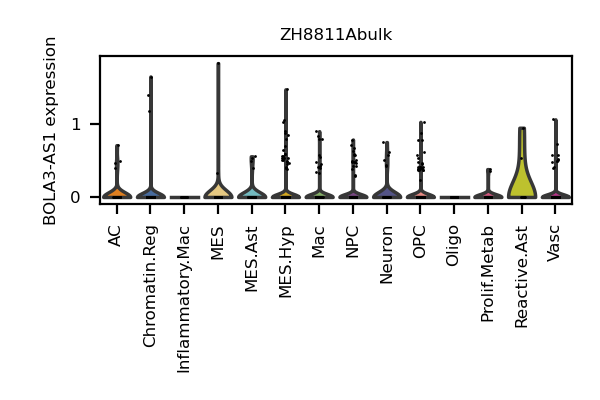 ZH8811Abulk
BOLA3-AS1 expression
1
0
AC
Chromatin.Reg
Inflammatory.Mac
MES
MES.Ast
MES.Hyp
Mac
NPC
Neuron
OPC
Oligo
Prolif.Metab
Reactive.Ast
Vasc